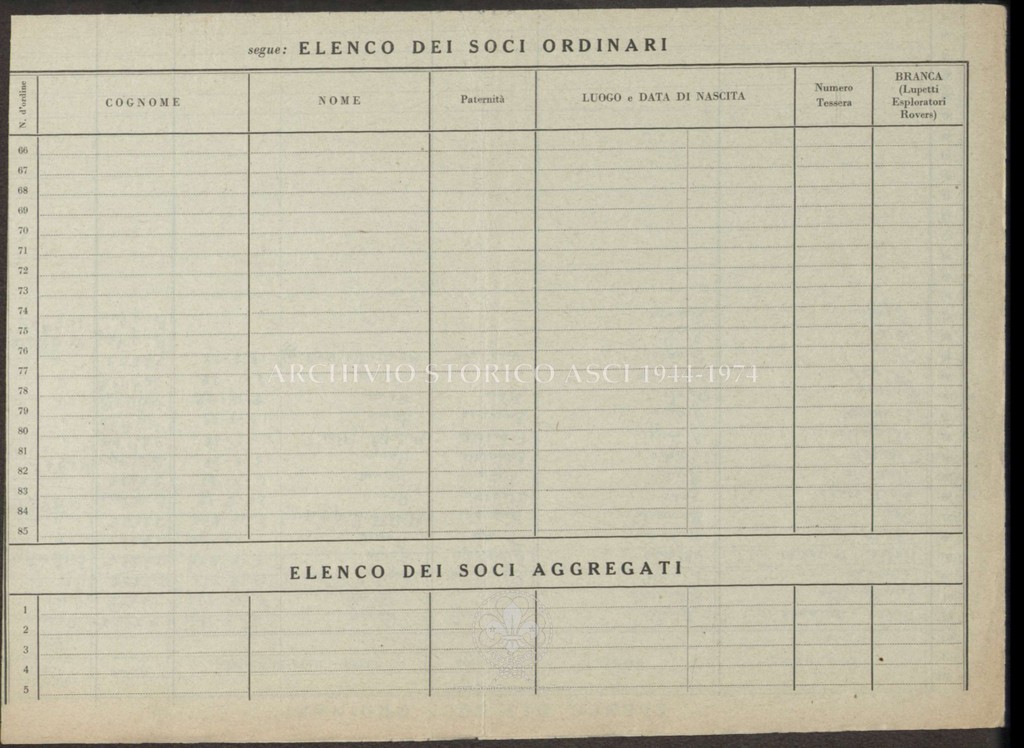 segue: ELENCO DEI SOCI ORDINARI
N. d'ordine
COGNOME
NOME
Paternità
LUOGO e DATA DI NASCITA
Numero
Tessera
BRANCA
(Lupetti
Esploratori
Rovers)
66
67
68
69
70
71
72
73
74
75
76
77
78
79
80
81
82
83
84
85
ARCHIVIO STORICO ASCI 1944-1974
ELENCO DEI SOCI AGGREGATI
1
2
3
4
5